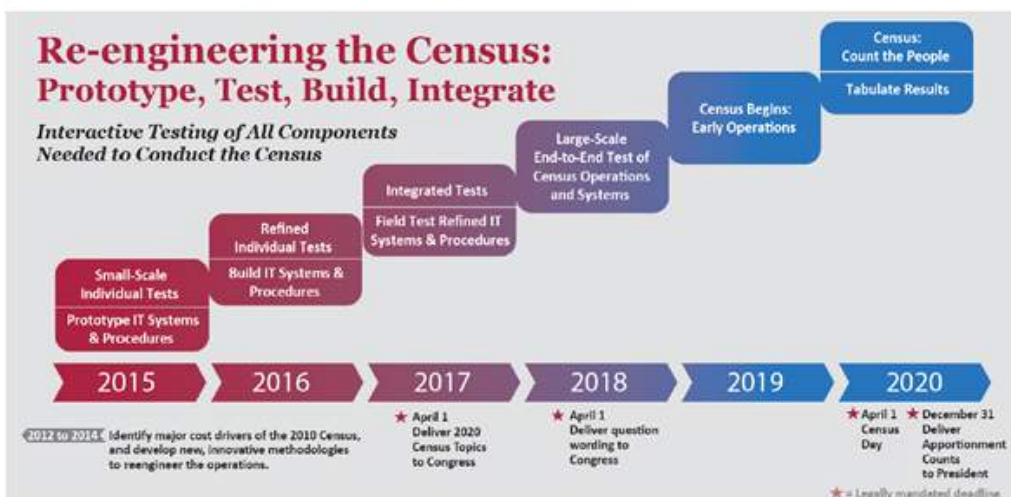 Re-engineering the Census:
Prototype, Test, Build, Integrate
Interactive Testing of All Components
Needed to Conduct the Census
Small-Scale
Individual Tests
Prototype IT Systems
& Procedures
Refined
Individual Tests
Build IT Systems &
Procedures
Integrated Tests
Field Test Refined IT
Systems & Procedures
Large-Scale
End-to-End Test of
Census Operations
and Systems
Census Begins:
Early Operations
Census:
Count the People
Tabulate Results
2015
2016
2017
2018
2019
2020
2012 to 2014
Identify major cost drivers of the 2010 Census,
and develop new, innovative methodologies
to reengineer the operations.
★ April 1
Deliver 2020
Census Topics
to Congress
★ April 1
Deliver question
wording to
Congress
★ April 1
Census
Day
★ December 31
Deliver
Apportionment
Counts
to President
★ = Legally mandated deadline